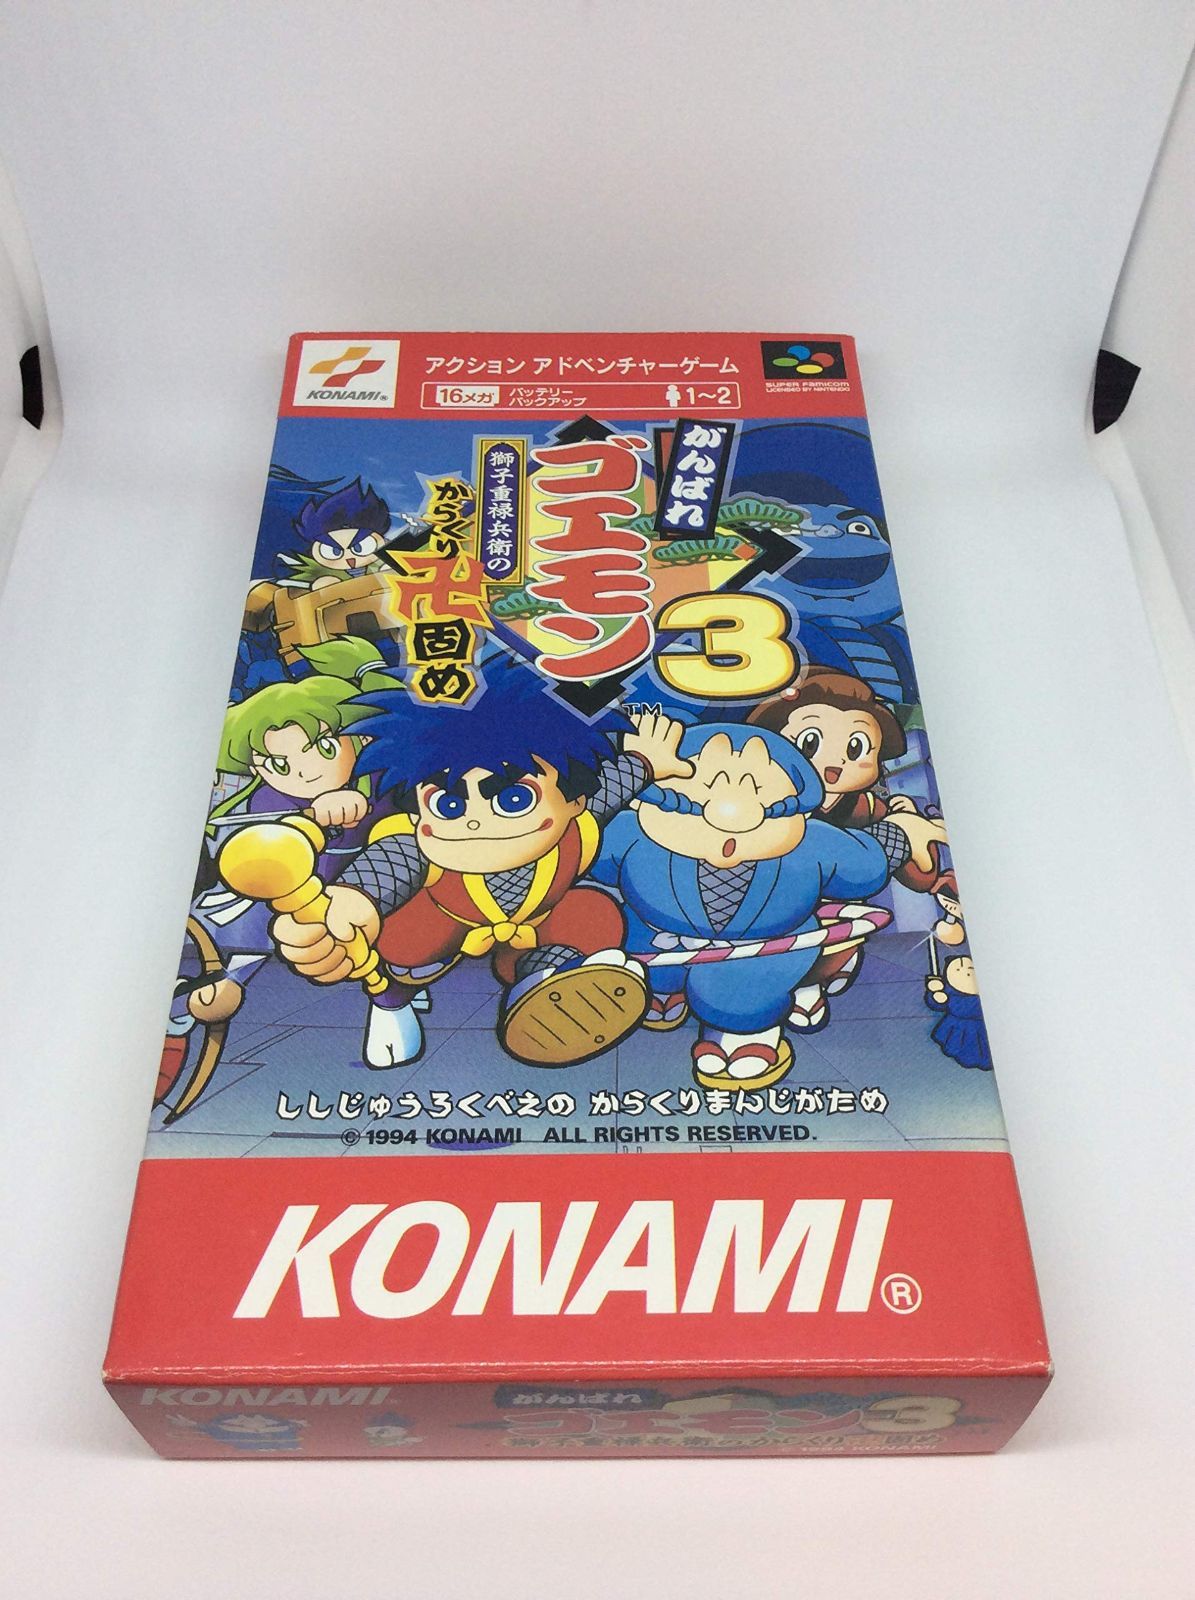 KONAMI®
アクション アドベンチャーゲーム
16メガ
バッテリー
バックアップ
1~2
SUPER FAMICOM
LICENSED BY NINTENDO
がんばれ
ゴエモン
3
TM
獅子重禄兵衛の
からくり卍固め
ししじゅうろくべえの からくりまんじがため
© 1994 KONAMI ALL RIGHTS RESERVED.
KONAMI®
KONAMI
がんばれ
ゴエモン3
獅子重禄兵衛のからくり 固め
1994 KONAMI